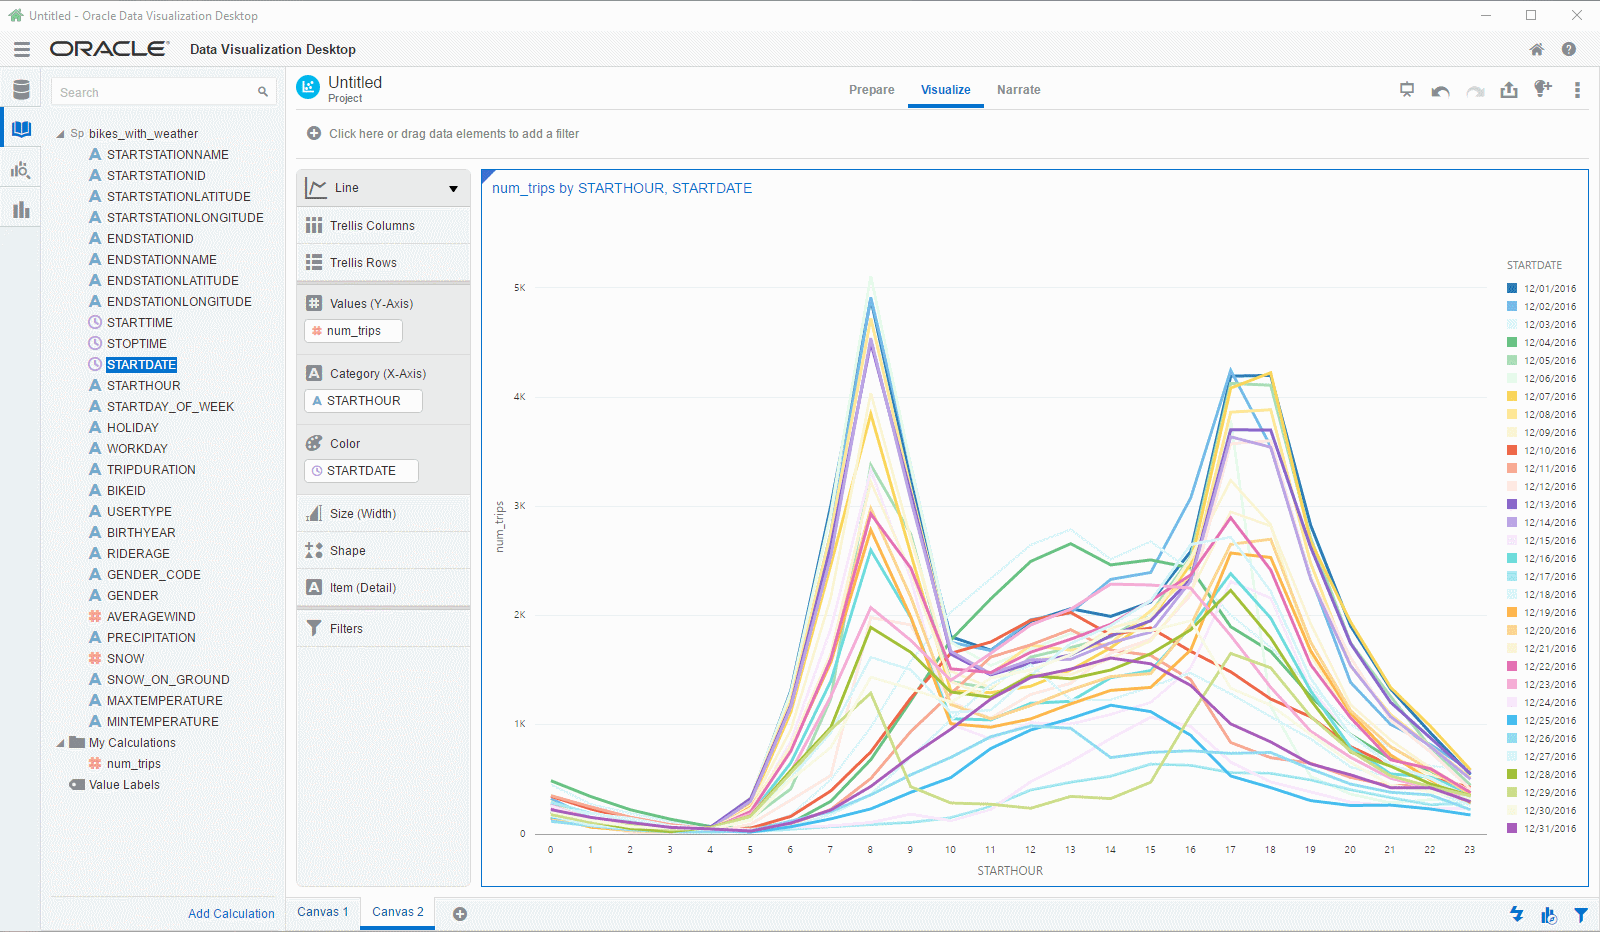 Untitled - Oracle Data Visualization Desktop
ORACLE Data Visualization Desktop
Search
Sp bikes_with_weather
STARTSTATIONNAME
STARTSTATIONID
STARTSTATIONLATITUDE
STARTSTATIONLONGITUDE
ENDSTATIONID
ENDSTATIONNAME
ENDSTATIONLATITUDE
ENDSTATIONLONGITUDE
STARTTIME
STOPTIME
STARTDATE
STARTHOUR
STARTDAY_OF_WEEK
HOLIDAY
WORKDAY
TRIPDURATION
BIKEID
USERTYPE
BIRTHYEAR
RIDERAGE
GENDER_CODE
GENDER
AVERAGEWIND
PRECIPITATION
SNOW
SNOW_ON_GROUND
MAXTEMPERATURE
MINTEMPERATURE
My Calculations
num_trips
Value Labels
Add Calculation
Untitled
Project
Prepare Visualize Narrate
Click here or drag data elements to add a filter
Line
Trellis Columns
Trellis Rows
Values (Y-Axis)
num_trips
Category (X-Axis)
STARTHOUR
Color
STARTDATE
Size (Width)
Shape
Item (Detail)
Filters
num_trips by STARTHOUR, STARTDATE
num_trips
5K
4K
3K
2K
1K
0
0 1 2 3 4 5 6 7 8 9 10 11 12 13 14 15 16 17 18 19 20 21 22 23
STARTHOUR
STARTDATE
12/01/2016
12/02/2016
12/03/2016
12/04/2016
12/05/2016
12/06/2016
12/07/2016
12/08/2016
12/09/2016
12/10/2016
12/11/2016
12/12/2016
12/13/2016
12/14/2016
12/15/2016
12/16/2016
12/17/2016
12/18/2016
12/19/2016
12/20/2016
12/21/2016
12/22/2016
12/23/2016
12/24/2016
12/25/2016
12/26/2016
12/27/2016
12/28/2016
12/29/2016
12/30/2016
12/31/2016
Canvas 1 Canvas 2